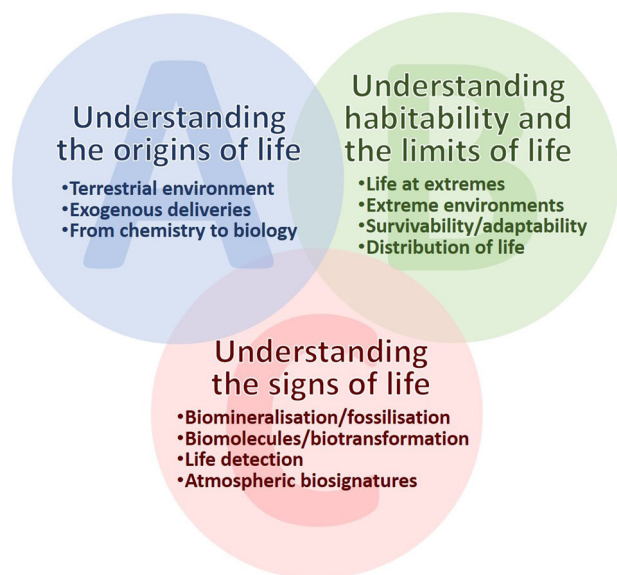 A
Understanding
the origins of life
•Terrestrial environment
•Exogenous deliveries
•From chemistry to biology
B
Understanding
habitability and
the limits of life
•Life at extremes
•Extreme environments
•Survivability/adaptability
•Distribution of life
C
Understanding
the signs of life
•Biomineralisation/fossilisation
•Biomolecules/biotransformation
•Life detection
•Atmospheric biosignatures